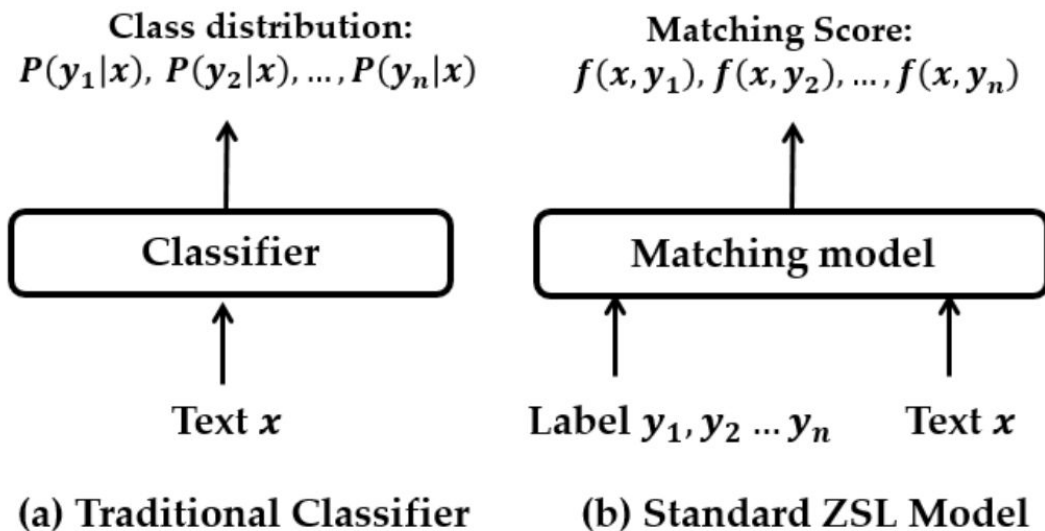 Class distribution:
P(y₁|x), P(y₂|x), ..., P(yₙ|x)
Classifier
Text x
(a) Traditional Classifier
Matching Score:
f(x, y₁), f(x, y₂), ..., f(x, yₙ)
Matching model
Label y₁, y₂ ... yₙ
Text x
(b) Standard ZSL Model